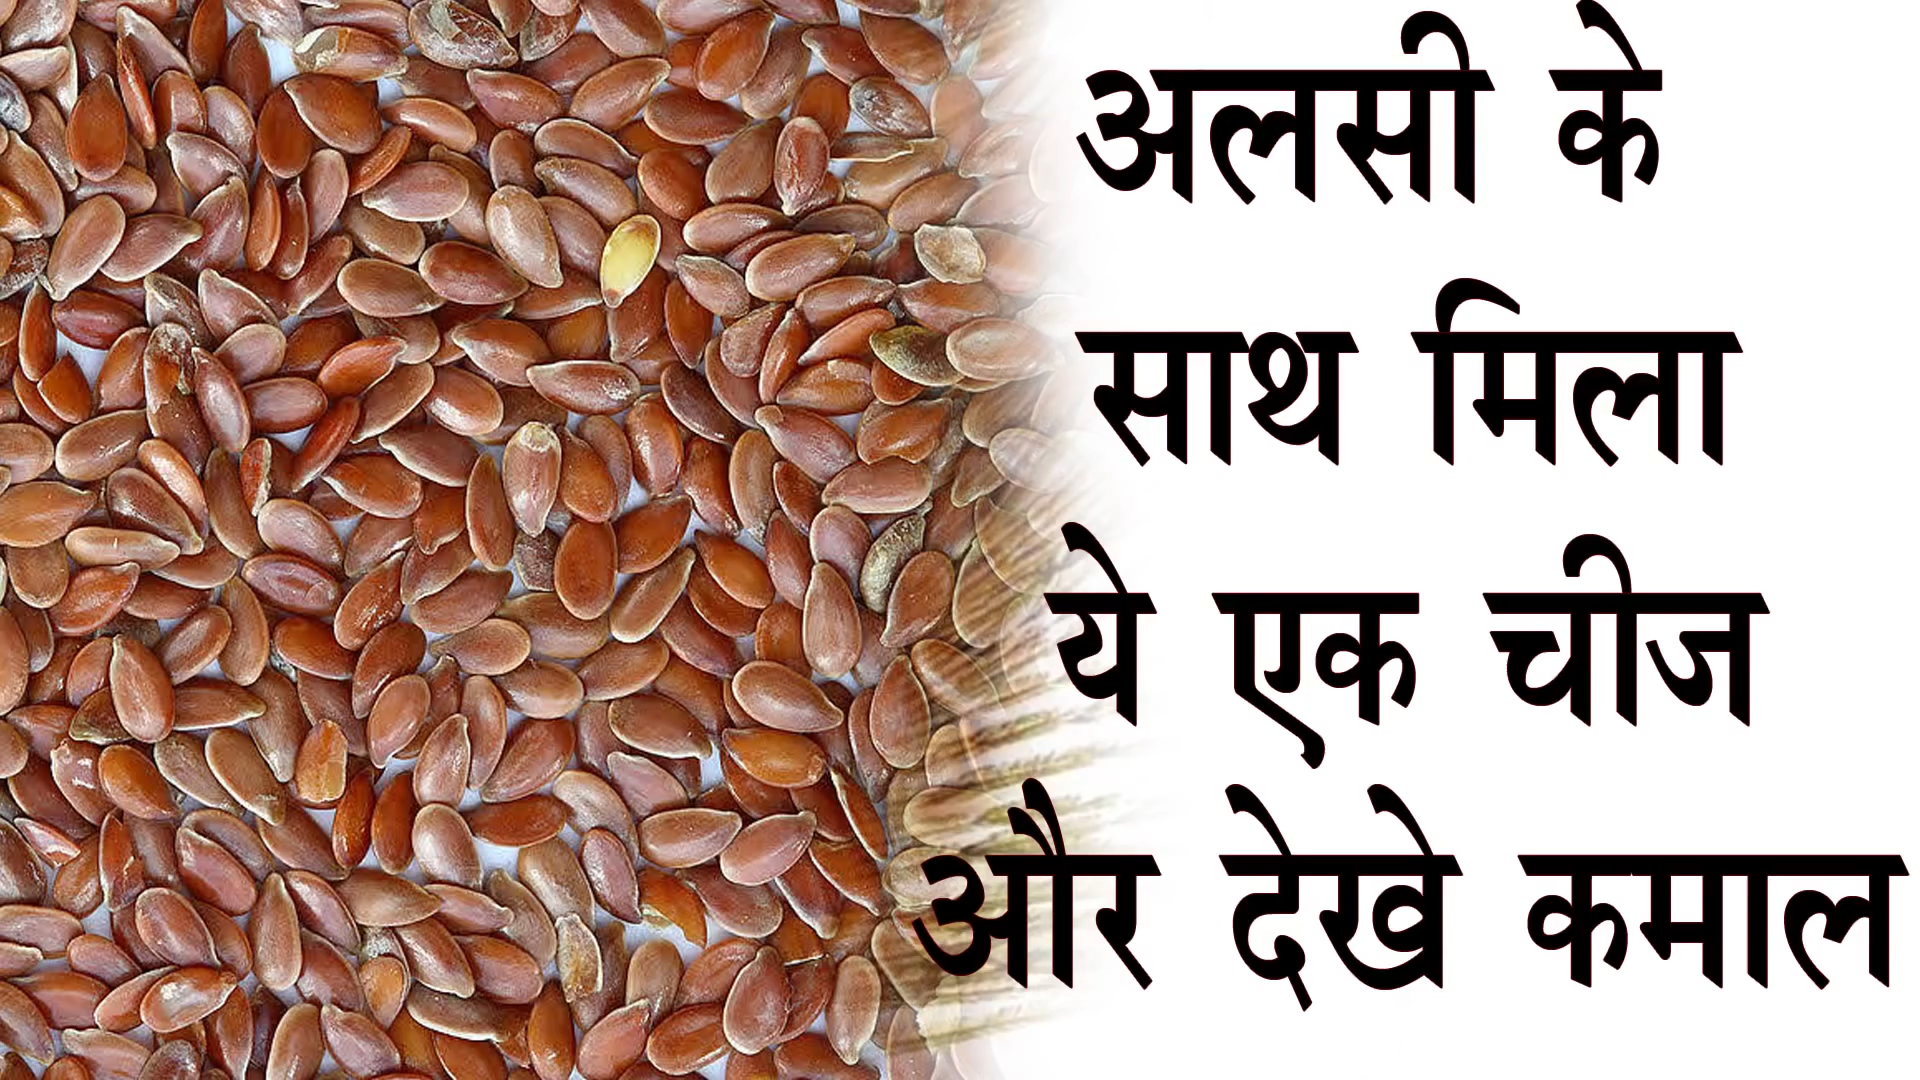 अलसी के
साथ मिला
ये एक चीज
और देखे कमाल